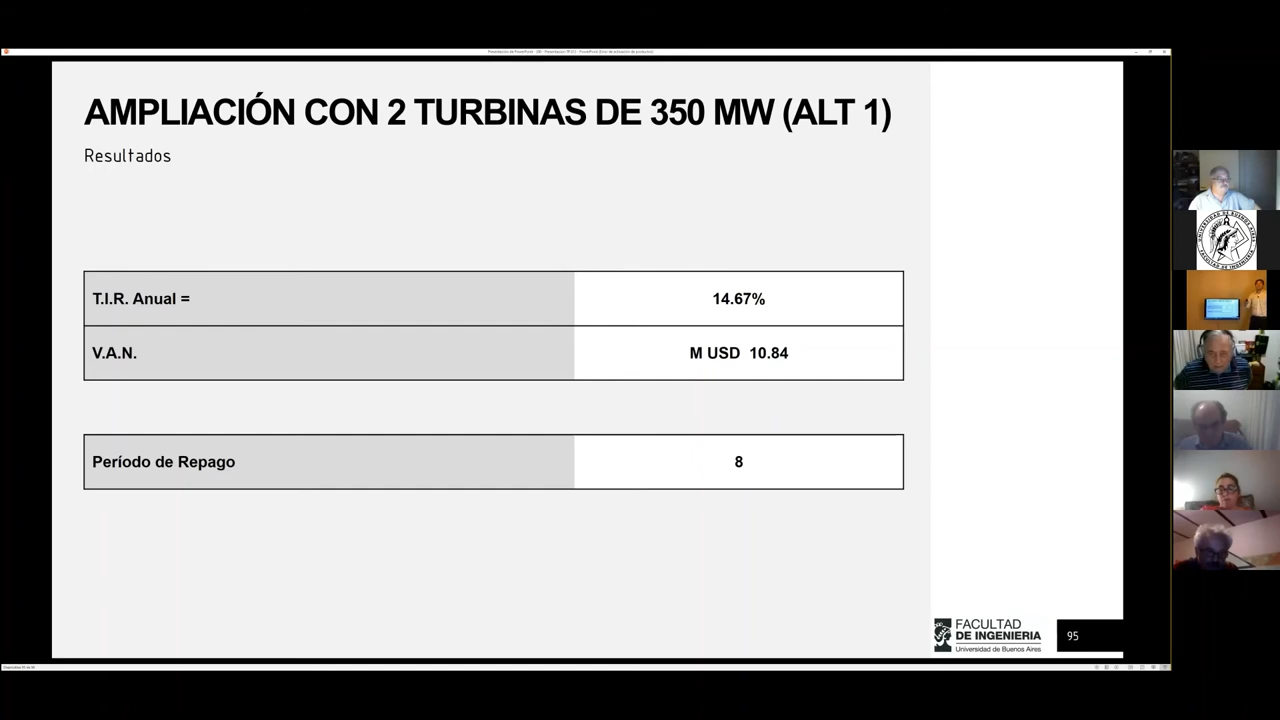 AMPLIACIÓN CON 2 TURBINAS DE 350 MW (ALT 1)
Resultados
T.I.R. Anual = 14.67%
V.A.N. M USD 10.84
Período de Repago 8
FACULTAD
DE INGENIERIA
Universidad de Buenos Aires
95